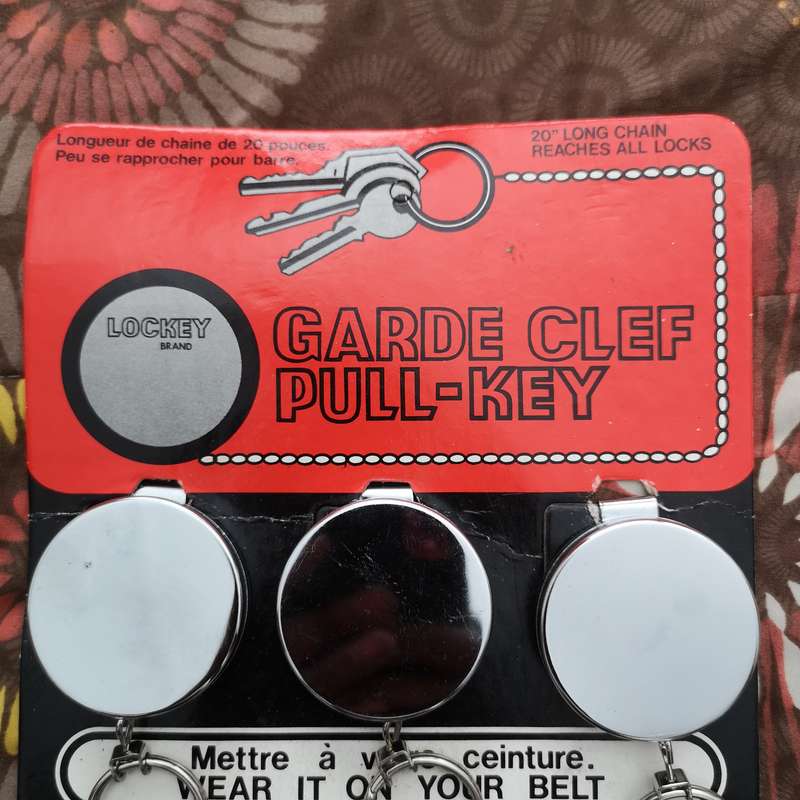 Longueur de chaine de 20 pouces.
Peu se rapprocher pour barre.
20" LONG CHAIN
REACHES ALL LOCKS
LOCKEY
BRAND
GARDE CLEF
PULL-KEY
Mettre à ceinture.
WEAR IT ON YOUR BELT